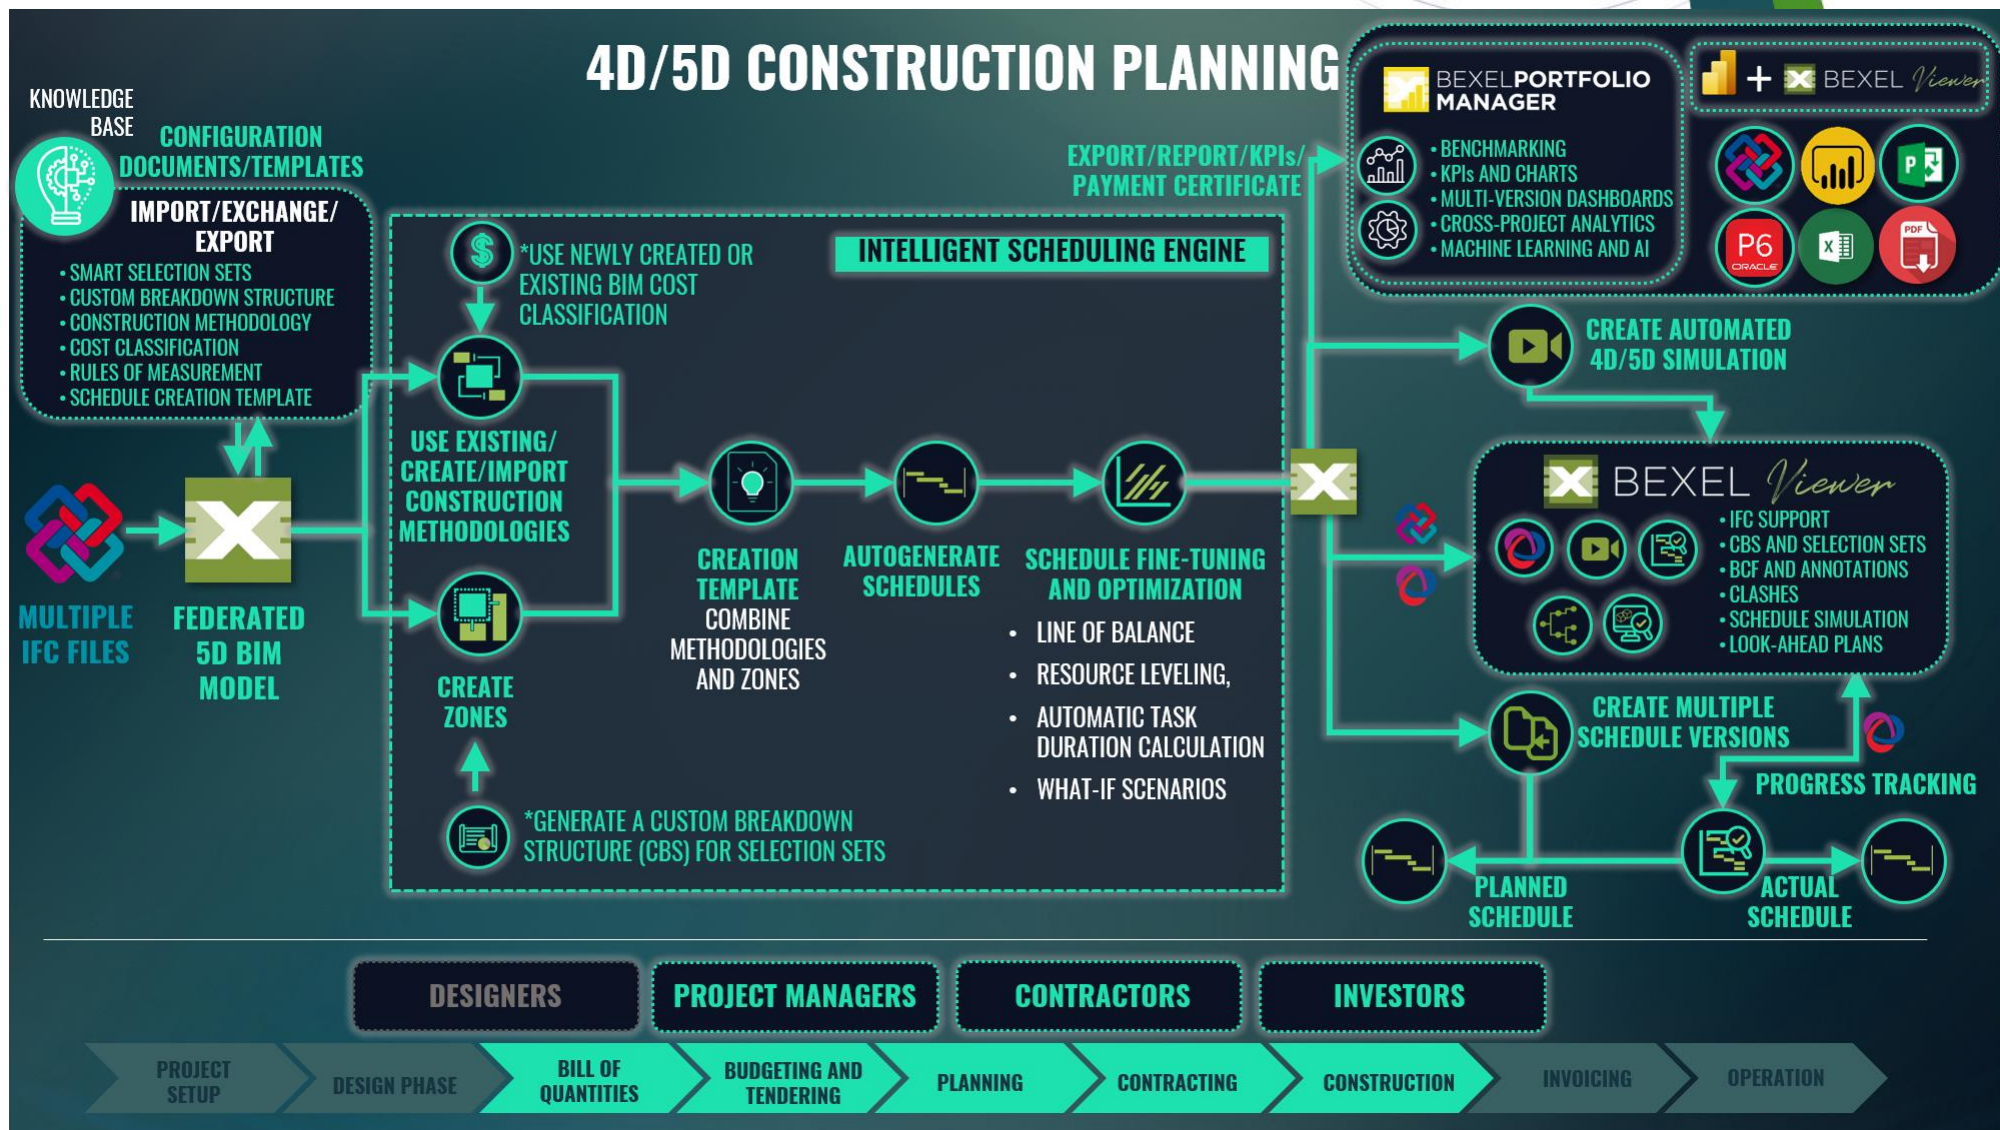 4D/5D CONSTRUCTION PLANNING
KNOWLEDGE
BASE
CONFIGURATION
DOCUMENTS/TEMPLATES
IMPORT/EXCHANGE/
EXPORT
• SMART SELECTION SETS
• CUSTOM BREAKDOWN STRUCTURE
• CONSTRUCTION METHODOLOGY
• COST CLASSIFICATION
• RULES OF MEASUREMENT
• SCHEDULE CREATION TEMPLATE
MULTIPLE
IFC FILES
X
FEDERATED
5D BIM
MODEL
$
*USE NEWLY CREATED OR
EXISTING BIM COST
CLASSIFICATION
INTELLIGENT SCHEDULING ENGINE
USE EXISTING/
CREATE/IMPORT
CONSTRUCTION
METHODOLOGIES
CREATE
ZONES
*GENERATE A CUSTOM BREAKDOWN
STRUCTURE (CBS) FOR SELECTION SETS
CREATION
TEMPLATE
COMBINE
METHODOLOGIES
AND ZONES
AUTOGENERATE
SCHEDULES
SCHEDULE FINE-TUNING
AND OPTIMIZATION
• LINE OF BALANCE
• RESOURCE LEVELING,
• AUTOMATIC TASK
DURATION CALCULATION
• WHAT-IF SCENARIOS
X
EXPORT/REPORT/KPIs/
PAYMENT CERTIFICATE
BEXELPORTFOLIO
MANAGER
• BENCHMARKING
• KPIs AND CHARTS
• MULTI-VERSION DASHBOARDS
• CROSS-PROJECT ANALYTICS
• MACHINE LEARNING AND AI
+ X BEXEL Viewer
P
P6
ORACLE
X
PDF
CREATE AUTOMATED
4D/5D SIMULATION
X BEXEL Viewer
• IFC SUPPORT
• CBS AND SELECTION SETS
• BCF AND ANNOTATIONS
• CLASHES
• SCHEDULE SIMULATION
• LOOK-AHEAD PLANS
CREATE MULTIPLE
SCHEDULE VERSIONS
PROGRESS TRACKING
PLANNED
SCHEDULE
ACTUAL
SCHEDULE
DESIGNERS
PROJECT MANAGERS
CONTRACTORS
INVESTORS
PROJECT
SETUP
DESIGN PHASE
BILL OF
QUANTITIES
BUDGETING AND
TENDERING
PLANNING
CONTRACTING
CONSTRUCTION
INVOICING
OPERATION